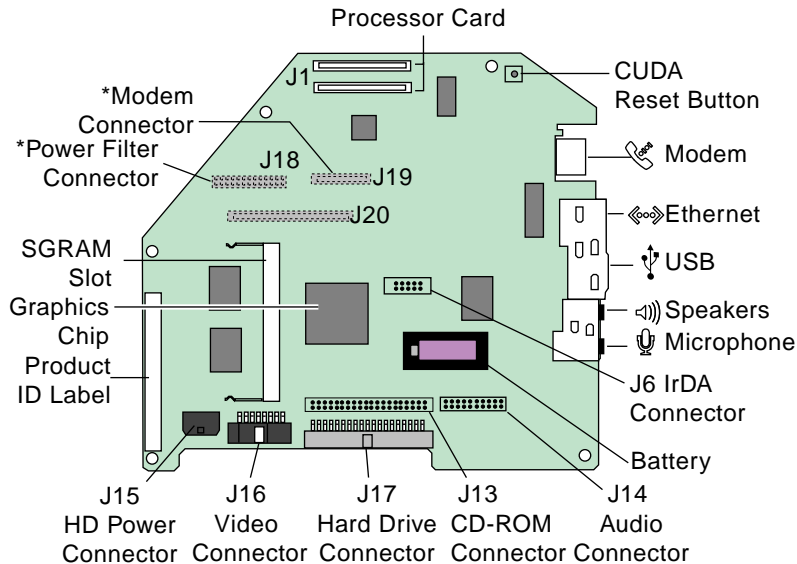 Processor Card
J1
CUDA
Reset Button
*Modem
Connector
*Power Filter
Connector
J18
J19
J20
Modem
Ethernet
USB
Speakers
Microphone
SGRAM
Slot
Graphics
Chip
Product
ID Label
J6 IrDA
Connector
Battery
J15
HD Power
Connector
J16
Video
Connector
J17
Hard Drive
Connector
J13
CD-ROM
Connector
J14
Audio
Connector